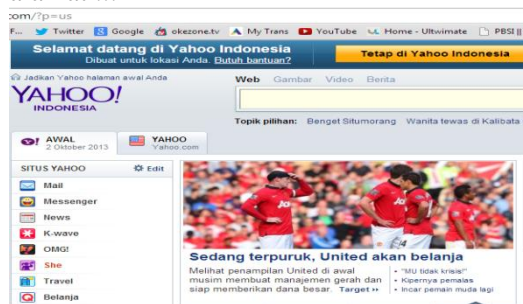 com/?p=us
F... Twitter Google okezone.tv My Trans YouTube Home - Ultwimate PBSI ||
Selamat datang di Yahoo Indonesia
Dibuat untuk lokasi Anda. Butuh bantuan?
Tetap di Yahoo Indonesia
Jadikan Yahoo halaman awal Anda
Web Gambar Video Berita
YAHOO!
INDONESIA
Topik pilihan: Benget Situmorang Wanita tewas di Kalibata
AWAL
2 Oktober 2013
YAHOO
Yahoo.com
SITUS YAHOO Edit
Mail
Messenger
News
K-wave
OMG!
She
Travel
Belanja
Sedang terpuruk, United akan belanja
Melihat penampilan United di awal
musim membuat manajemen gerah dan
siap memberikan dana besar. Target »
• "MU tidak krisis!"
• Kipernya pemalas
• Incar pemain muda lagi